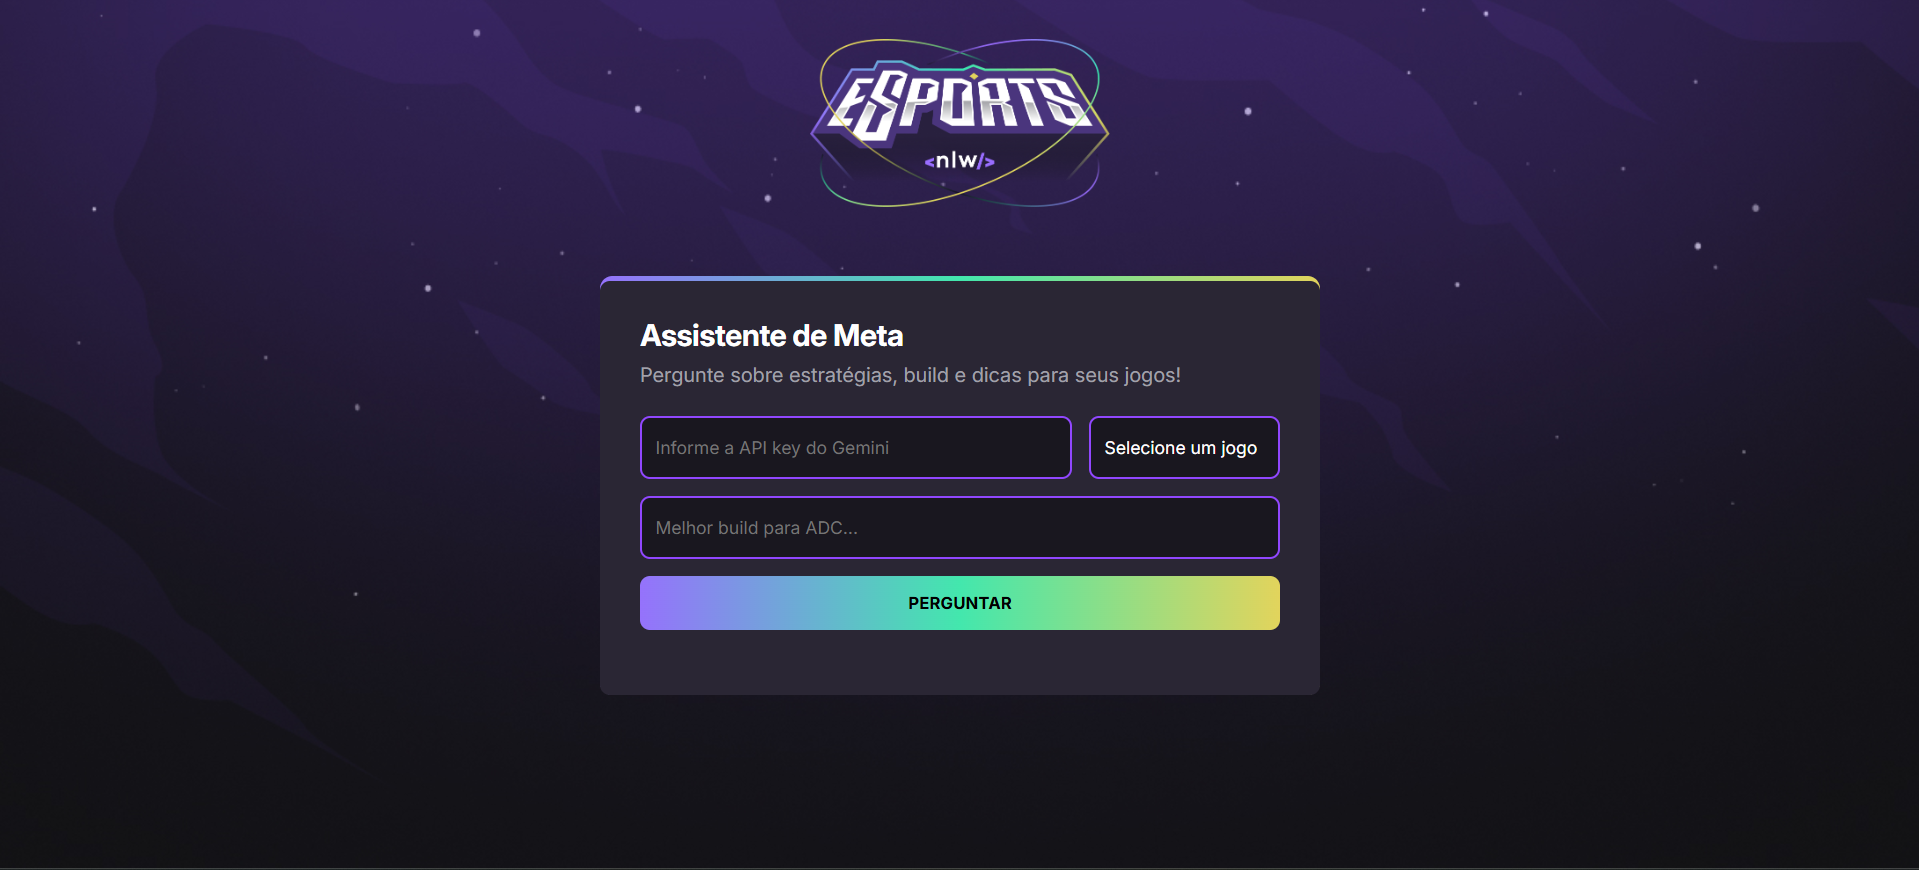 ESPORTS
<nlw/>
Assistente de Meta
Pergunte sobre estratégias, build e dicas para seus jogos!
Informe a API key do Gemini
Selecione um jogo
Melhor build para ADC...
PERGUNTAR